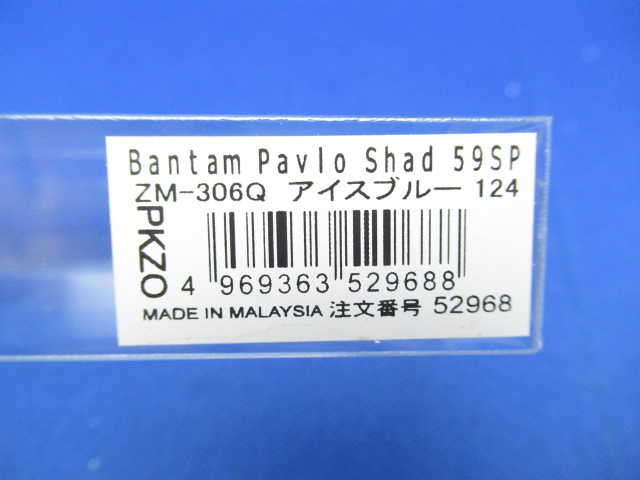 Bantam Pavlo Shad 59SP
ZM-306Q アイスブルー 124
PKZO
4 969363 529688
MADE IN MALAYSIA 注文番号 52968